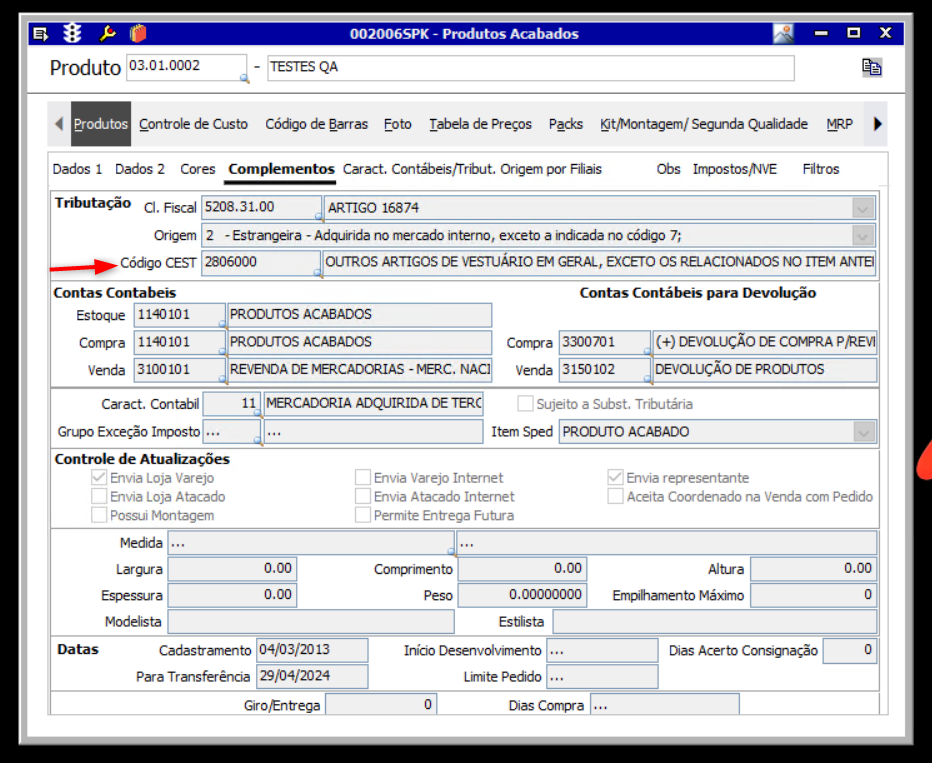 002006SPK - Produtos Acabados
Produto 03.01.0002 - TESTES QA
Produtos Controle de Custo Código de Barras Foto Tabela de Preços Packs Kit/Montagem/ Segunda Qualidade MRP
Dados 1 Dados 2 Cores Complementos Caract. Contábeis/Tribut. Origem por Filiais Obs Impostos/NVE Filtros
Tributação Cl. Fiscal 5208.31.00 ARTIGO 16874
Origem 2 - Estrangeira - Adquirida no mercado interno, exceto a indicada no código 7;
Código CEST 2806000 OUTROS ARTIGOS DE VESTUÁRIO EM GERAL, EXCETO OS RELACIONADOS NO ITEM ANTE
Contas Contabeis Contas Contábeis para Devolução
Estoque 1140101 PRODUTOS ACABADOS
Compra 1140101 PRODUTOS ACABADOS Compra 3300701 (+) DEVOLUÇÃO DE COMPRA P/REVI
Venda 3100101 REVENDA DE MERCADORIAS - MERC. NACI Venda 3150102 DEVOLUÇÃO DE PRODUTOS
Caract. Contabil 11 MERCADORIA ADQUIRIDA DE TERC Sujeito a Subst. Tributária
Grupo Exceção Imposto ... ... Item Sped PRODUTO ACABADO
Controle de Atualizações
Envia Loja Varejo Envia Varejo Internet Envia representante
Envia Loja Atacado Envia Atacado Internet Aceita Coordenado na Venda com Pedido
Possui Montagem Permite Entrega Futura
Medida ... ...
Largura 0.00 Comprimento 0.00 Altura 0.00
Espessura 0.00 Peso 0.00000000 Empilhamento Máximo 0
Modelista Estilista
Datas Cadastramento 04/03/2013 Início Desenvolvimento ... Dias Acerto Consignação 0
Para Transferência 29/04/2024 Limite Pedido ...
Giro/Entrega 0 Dias Compra ...